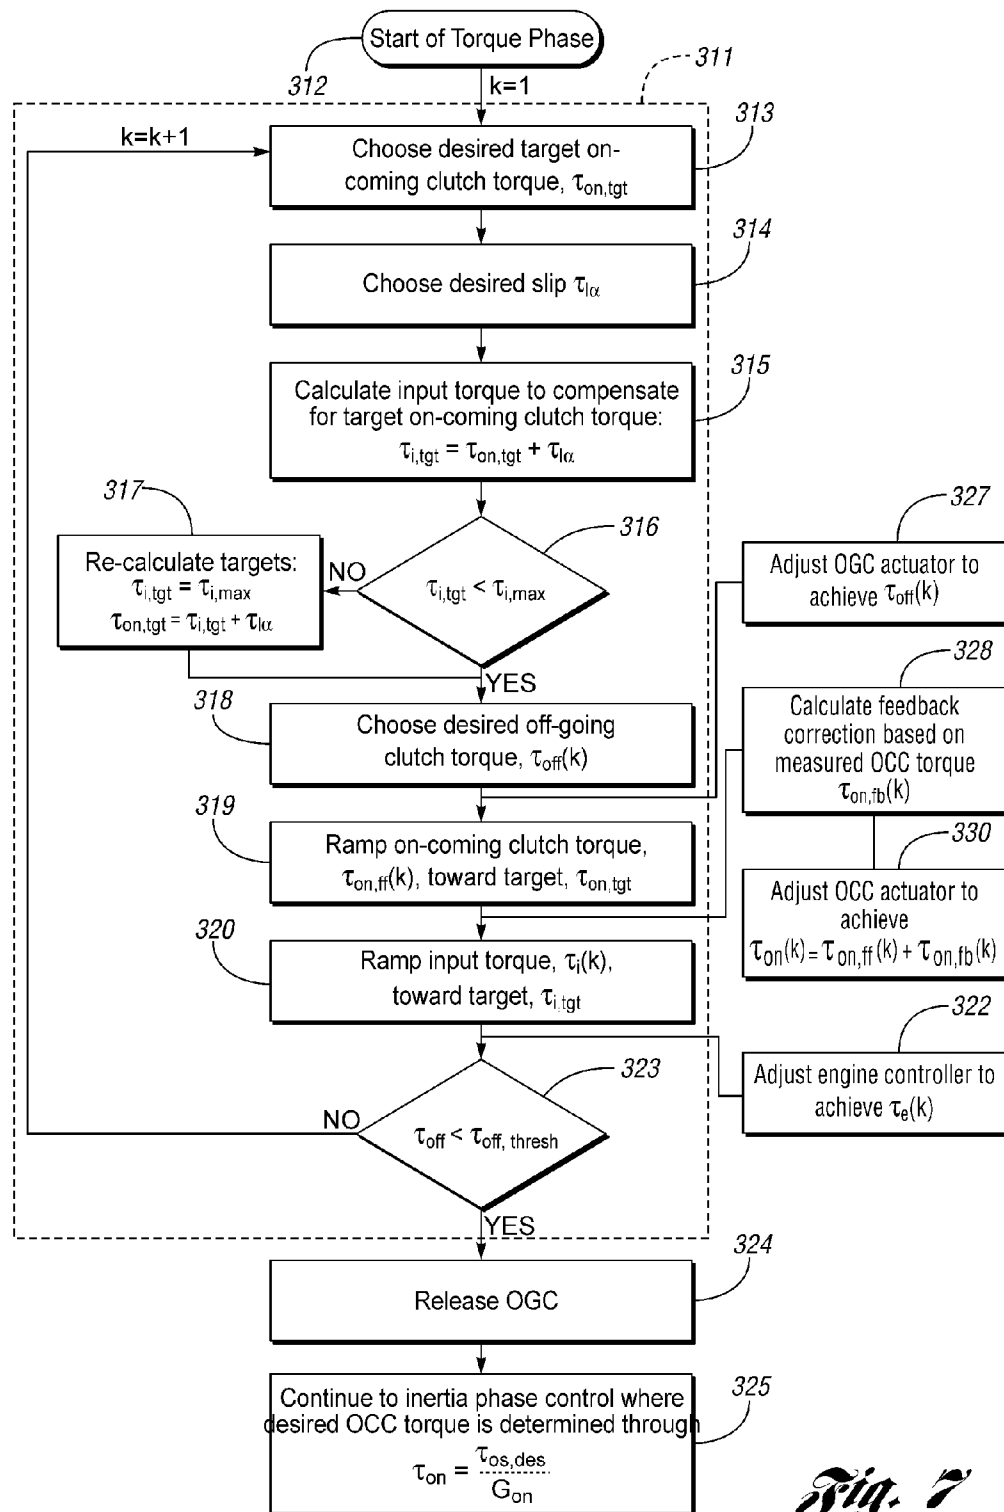 Start of Torque Phase
312
k=1
311
k=k+1
313
Choose desired target on-
coming clutch torque, τon,tgt
314
Choose desired slip τIα
315
Calculate input torque to compensate
for target on-coming clutch torque:
τi,tgt = τon,tgt + τIα
317
316
327
Re-calculate targets:
τi,tgt = τi,max
τon,tgt = τi,tgt + τIα
NO
τi,tgt < τi,max
Adjust OGC actuator to
achieve τoff(k)
YES
318
Choose desired off-going
clutch torque, τoff(k)
328
Calculate feedback
correction based on
measured OCC torque
τon,fb(k)
319
Ramp on-coming clutch torque,
τon,ff(k), toward target, τon,tgt
330
Adjust OCC actuator to
achieve
τon(k) = τon,ff(k) + τon,fb(k)
320
Ramp input torque, τi(k),
toward target, τi,tgt
322
Adjust engine controller to
achieve τe(k)
323
NO
τoff < τoff, thresh
YES
324
Release OGC
325
Continue to inertia phase control where
desired OCC torque is determined through
τon = τos,des
Gon
Fig. 7